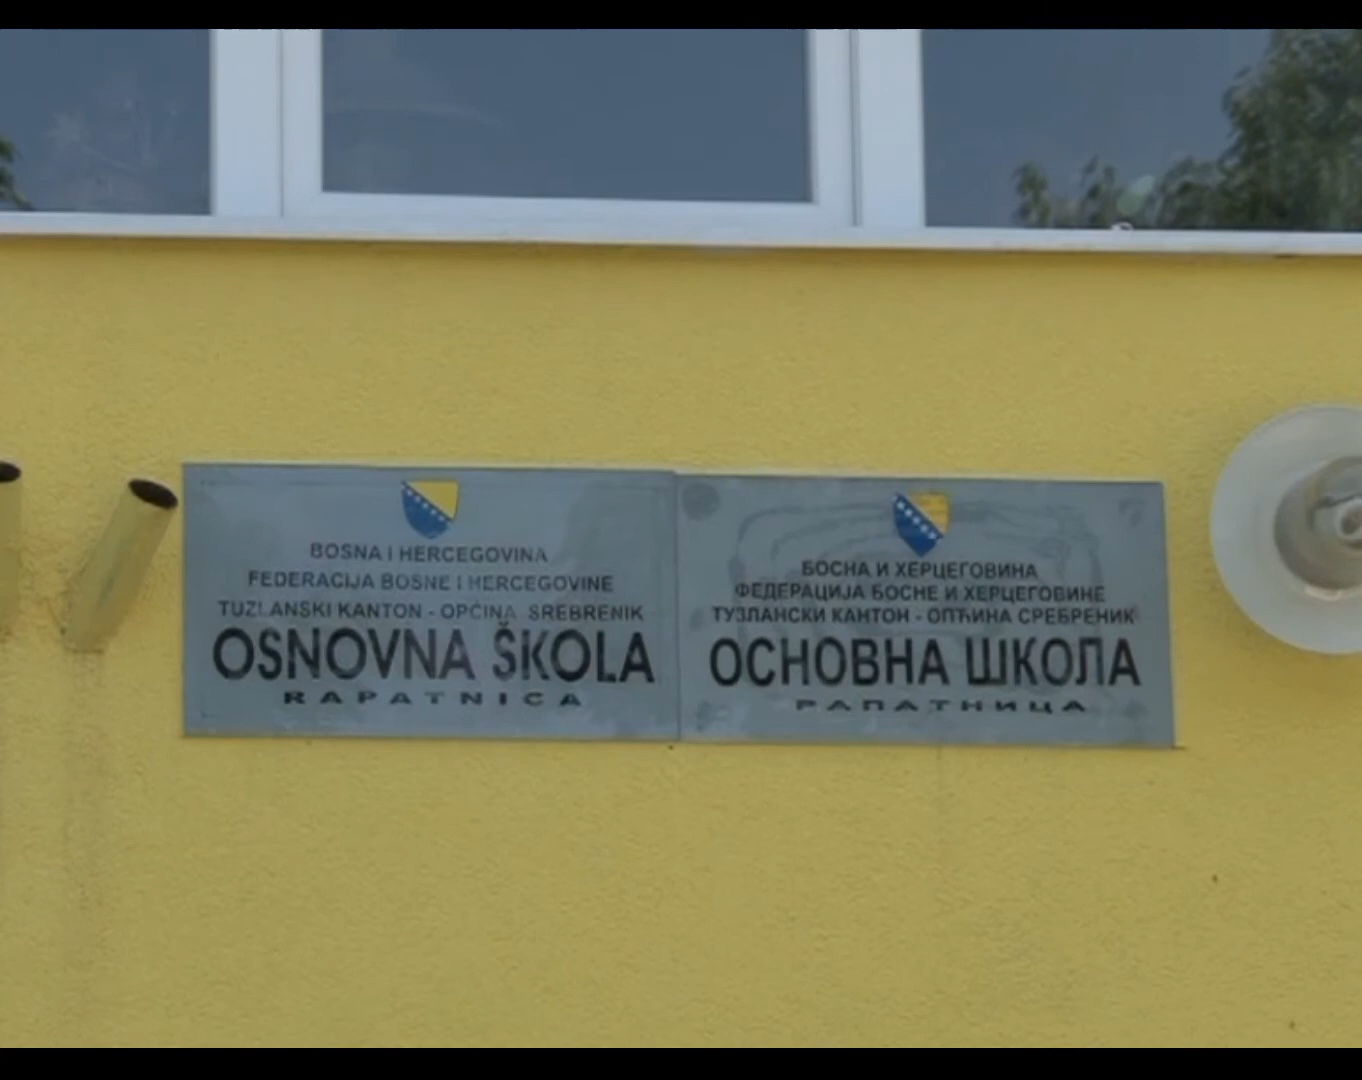 BOSNA I HERCEGOVINA
FEDERACIJA BOSNE I HERCEGOVINE
TUZLANSKI KANTON - OPĆINA SREBRENIK
OSNOVNA ŠKOLA
RAPATNICA
БОСНА И ХЕРЦЕГОВИНА
ФЕДЕРАЦИЈА БОСНЕ И ХЕРЦЕГОВИНЕ
ТУЗЛАНСКИ КАНТОН - ОПЋИНА СРЕБРЕНИК
ОСНОВНА ШКОЛА
РАПАТНИЦА